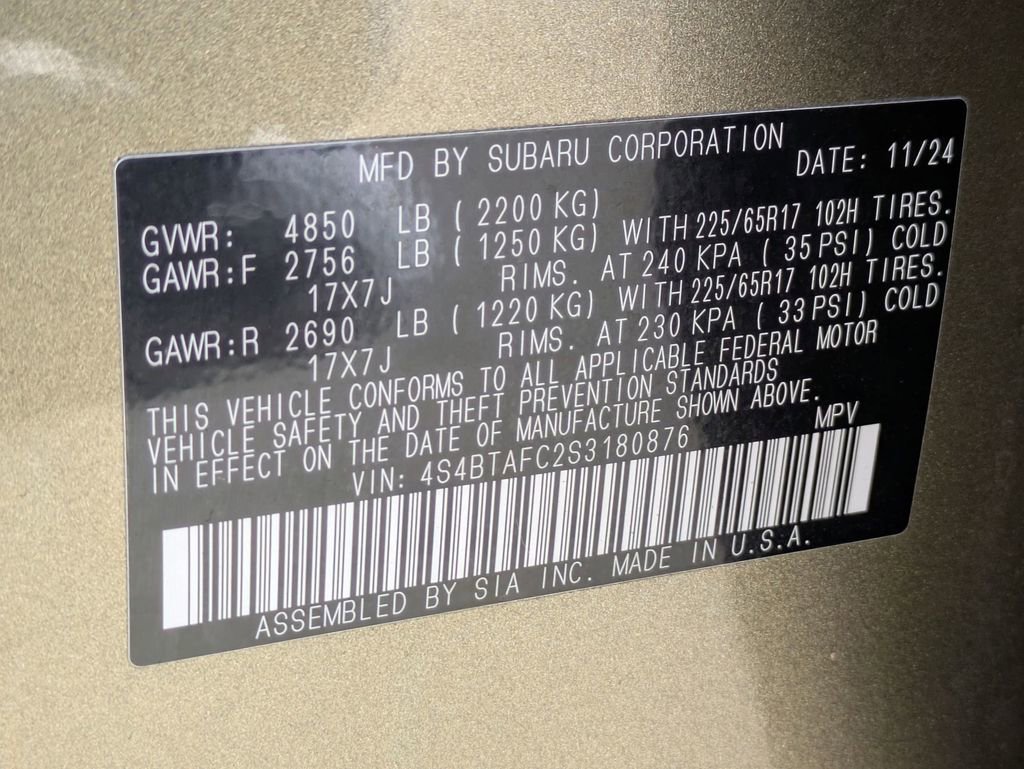 MFD BY SUBARU CORPORATION DATE: 11/24
GVWR: 4850 LB ( 2200 KG)
GAWR:F 2756 LB ( 1250 KG) WITH 225/65R17 102H TIRES.
17X7J RIMS. AT 240 KPA ( 35 PSI) COLD
GAWR:R 2690 LB ( 1220 KG) WITH 225/65R17 102H TIRES.
17X7J RIMS. AT 230 KPA ( 33 PSI) COLD
THIS VEHICLE CONFORMS TO ALL APPLICABLE FEDERAL MOTOR
VEHICLE SAFETY AND THEFT PREVENTION STANDARDS
IN EFFECT ON THE DATE OF MANUFACTURE SHOWN ABOVE.
VIN: 4S4BTAFC2S3180876 MPV
ASSEMBLED BY SIA INC. MADE IN U.S.A.